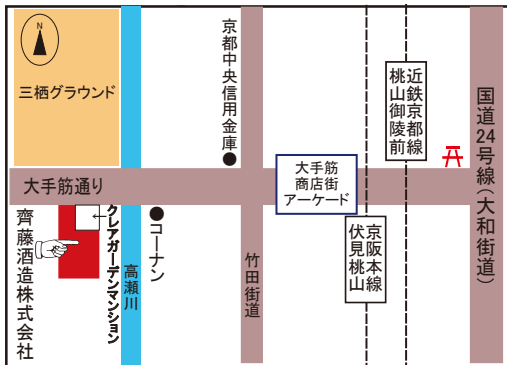 N
三栖グラウンド
京都中央信用金庫
近鉄京都線
桃山御陵前
国道24号線(大和街道)
大手筋通り
大手筋
商店街
アーケード
齊藤酒造株式会社
クレアガーデンマンション
高瀬川
コーナン
竹田街道
京阪本線
伏見桃山